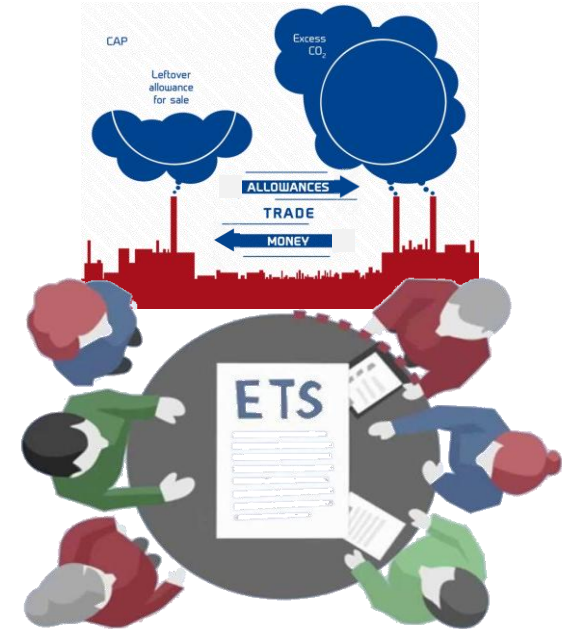 CAP
Leftover
allowance
for sale
Excess
CO₂
ALLOWANCES
TRADE
MONEY
ETS